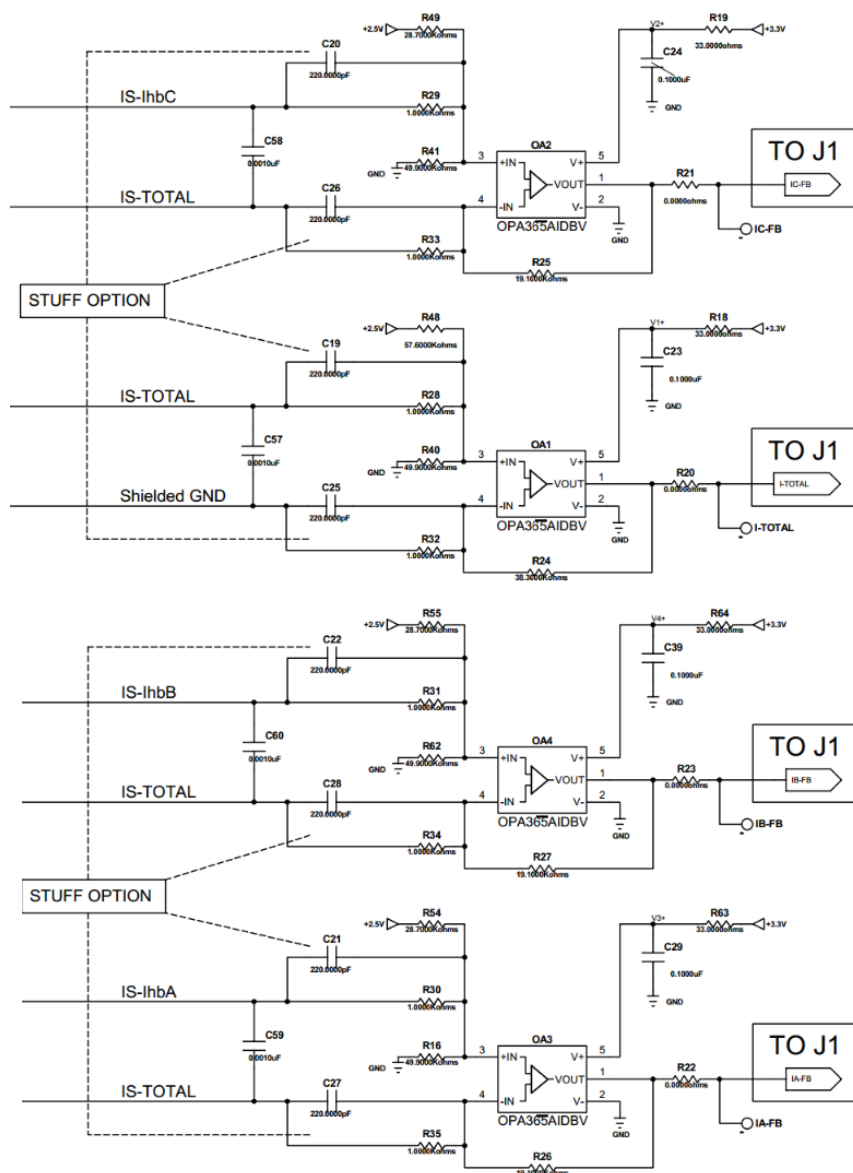 +2.5V R49 28.7000Kohms
V2+ R19 33.0000ohms +3.3V
C20 220.0000pF
C24 0.1000uF
GND
IS-IhbC
R29 1.0000Kohms
C58 0.0010uF
R41 49.9000Kohms
GND
OA2
3 +IN V+ 5
VOUT 1
4 -IN V- 2
OPA365AIDBV
GND
R21 0.0000ohms
TO J1
IC-FB
IC-FB
IS-TOTAL
C26 220.0000pF
R33 1.0000Kohms
R25 19.1000Kohms
STUFF OPTION
+2.5V R48 57.6000Kohms
V1+ R18 33.0000ohms +3.3V
C19 220.0000pF
C23 0.1000uF
GND
IS-TOTAL
R28 1.0000Kohms
C57 0.0010uF
R40 49.9000Kohms
GND
OA1
3 +IN V+ 5
VOUT 1
4 -IN V- 2
OPA365AIDBV
GND
R20 0.0000ohms
TO J1
I-TOTAL
I-TOTAL
Shielded GND
C25 220.0000pF
R32 1.0000Kohms
R24 38.3000Kohms
+2.5V R55 28.7000Kohms
V4+ R64 33.0000ohms +3.3V
C22 220.0000pF
C39 0.1000uF
GND
IS-IhbB
R31 1.0000Kohms
C60 0.0010uF
R62 49.9000Kohms
GND
OA4
3 +IN V+ 5
VOUT 1
4 -IN V- 2
OPA365AIDBV
GND
R23 0.0000ohms
TO J1
IB-FB
IB-FB
IS-TOTAL
C28 220.0000pF
R34 1.0000Kohms
R27 19.1000Kohms
STUFF OPTION
+2.5V R54 28.7000Kohms
V3+ R63 33.0000ohms +3.3V
C21 220.0000pF
C29 0.1000uF
GND
IS-IhbA
R30 1.0000Kohms
C59 0.0010uF
R16 49.9000Kohms
GND
OA3
3 +IN V+ 5
VOUT 1
4 -IN V- 2
OPA365AIDBV
GND
R22 0.0000ohms
TO J1
IA-FB
IA-FB
IS-TOTAL
C27 220.0000pF
R35 1.0000Kohms
R26